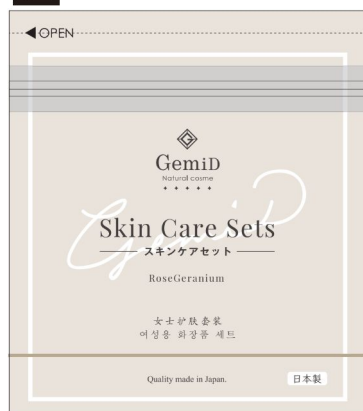 ◀OPEN
G
GemiD
Natural cosme
GemiD
Skin Care Sets
スキンケアセット
RoseGeranium
女士护肤套装
여성용 화장품 세트
Quality made in Japan.
日本製